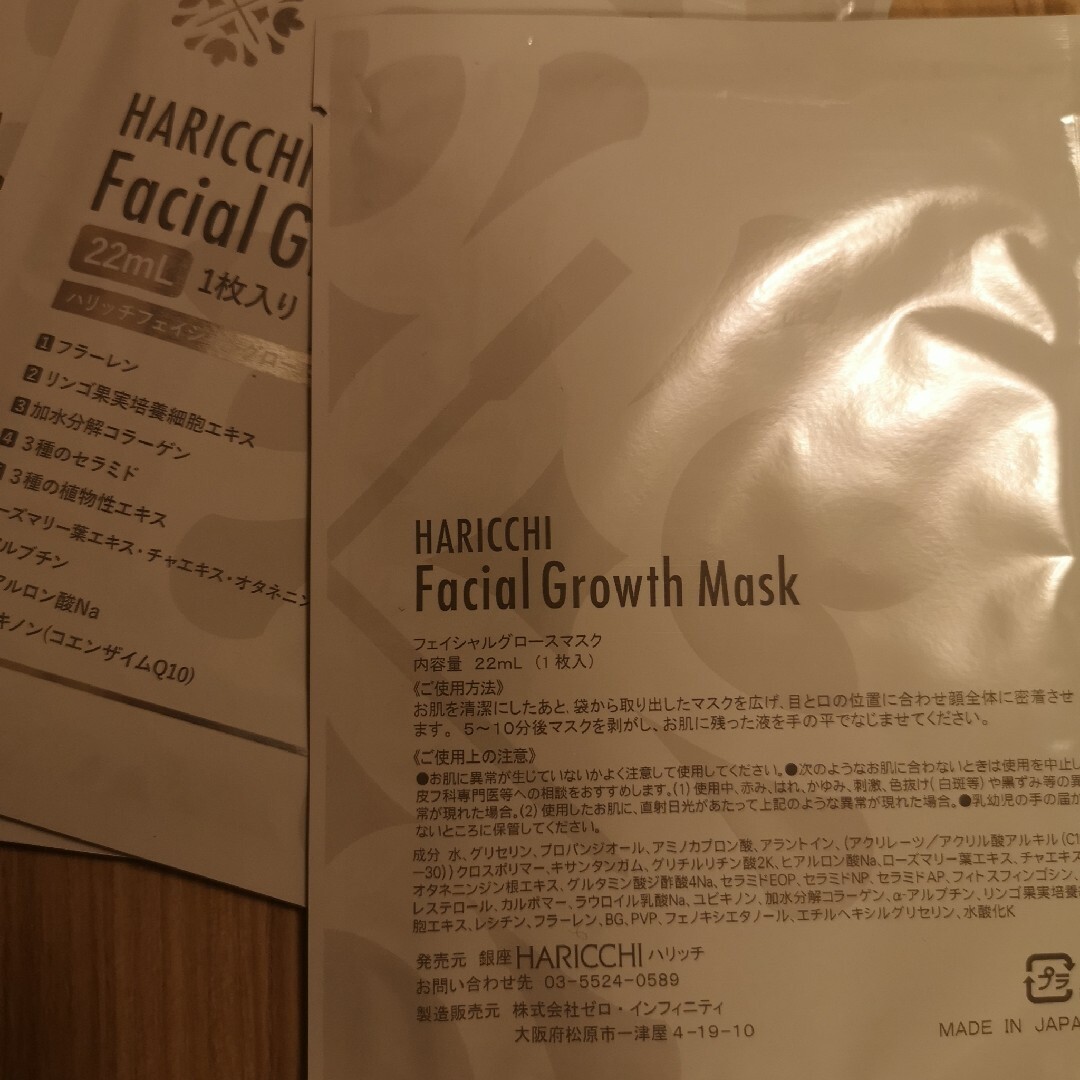 HARICCHI
Facial G
22mL 1枚入り
ハリッチフェイシ
1 フラーレン
2 リンゴ果実培養細胞エキス
3 加水分解コラーゲン
4 3種のセラミド
3種の植物性エキス
ーズマリー葉エキス・チャエキス・オタネニン
ルブチン
アルロン酸Na
キノン(コエンザイムQ10)
HARICCHI
Facial Growth Mask
フェイシャルグロースマスク
内容量 22mL (1枚入)
《ご使用方法》
お肌を清潔にしたあと、袋から取り出したマスクを広げ、目と口の位置に合わせ顔全体に密着させ
ます。5～10分後マスクを剥がし、お肌に残った液を手の平でなじませてください。
《ご使用上の注意》
●お肌に異常が生じていないかよく注意して使用してください。●次のようなお肌に合わないときは使用を中止し
皮フ科専門医等への相談をおすすめします。(1)使用中、赤み、はれ、かゆみ、刺激、色抜け(白斑等)や黒ずみ等の異
常が現れた場合。(2)使用したお肌に、直射日光があたって上記のような異常が現れた場合。●乳幼児の手の届か
ないところに保管してください。
成分 水、グリセリン、プロパンジオール、アミノカプロン酸、アラントイン、(アクリレーツ／アクリル酸アルキル(C1
−30))クロスポリマー、キサンタンガム、グリチルリチン酸2K、ヒアルロン酸Na、ローズマリー葉エキス、チャエキス
オタネニンジン根エキス、グルタミン酸ジ酢酸4Na、セラミドEOP、セラミドNP、セラミドAP、フィトスフィンゴシン、
レステロール、カルボマー、ラウロイル乳酸Na、ユビキノン、加水分解コラーゲン、α-アルブチン、リンゴ果実培養
胞エキス、レシチン、フラーレン、BG、PVP、フェノキシエタノール、エチルヘキシルグリセリン、水酸化K
発売元 銀座HARICCHIハリッチ
お問い合わせ先 03-5524-0589
製造販売元 株式会社ゼロ・インフィニティ
大阪府松原市一津屋4-19-10
プラ
MADE IN JAPA